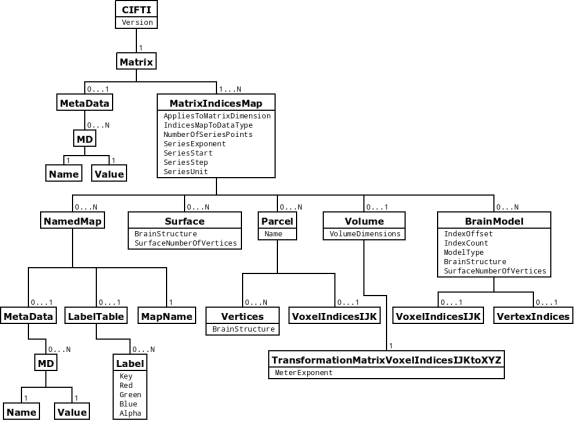 CIFTI
Version
1
Matrix
0...1
1...N
MetaData
MatrixIndicesMap
AppliesToMatrixDimension
IndicesMapToDataType
NumberOfSeriesPoints
SeriesExponent
SeriesStart
SeriesStep
SeriesUnit
0...N
MD
1
1
Name
Value
0...N
0...N
0...N
0...1
0...N
NamedMap
Surface
BrainStructure
SurfaceNumberOfVertices
Parcel
Name
Volume
VolumeDimensions
BrainModel
IndexOffset
IndexCount
ModelType
BrainStructure
SurfaceNumberOfVertices
0...1
0...1
1
0...N
0...1
0...1
0...1
MetaData
LabelTable
MapName
Vertices
BrainStructure
VoxelIndicesIJK
VoxelIndicesIJK
VertexIndices
0...N
0...N
1
MD
Label
Key
Red
Green
Blue
Alpha
TransformationMatrixVoxelIndicesIJKtoXYZ
MeterExponent
1
1
Name
Value